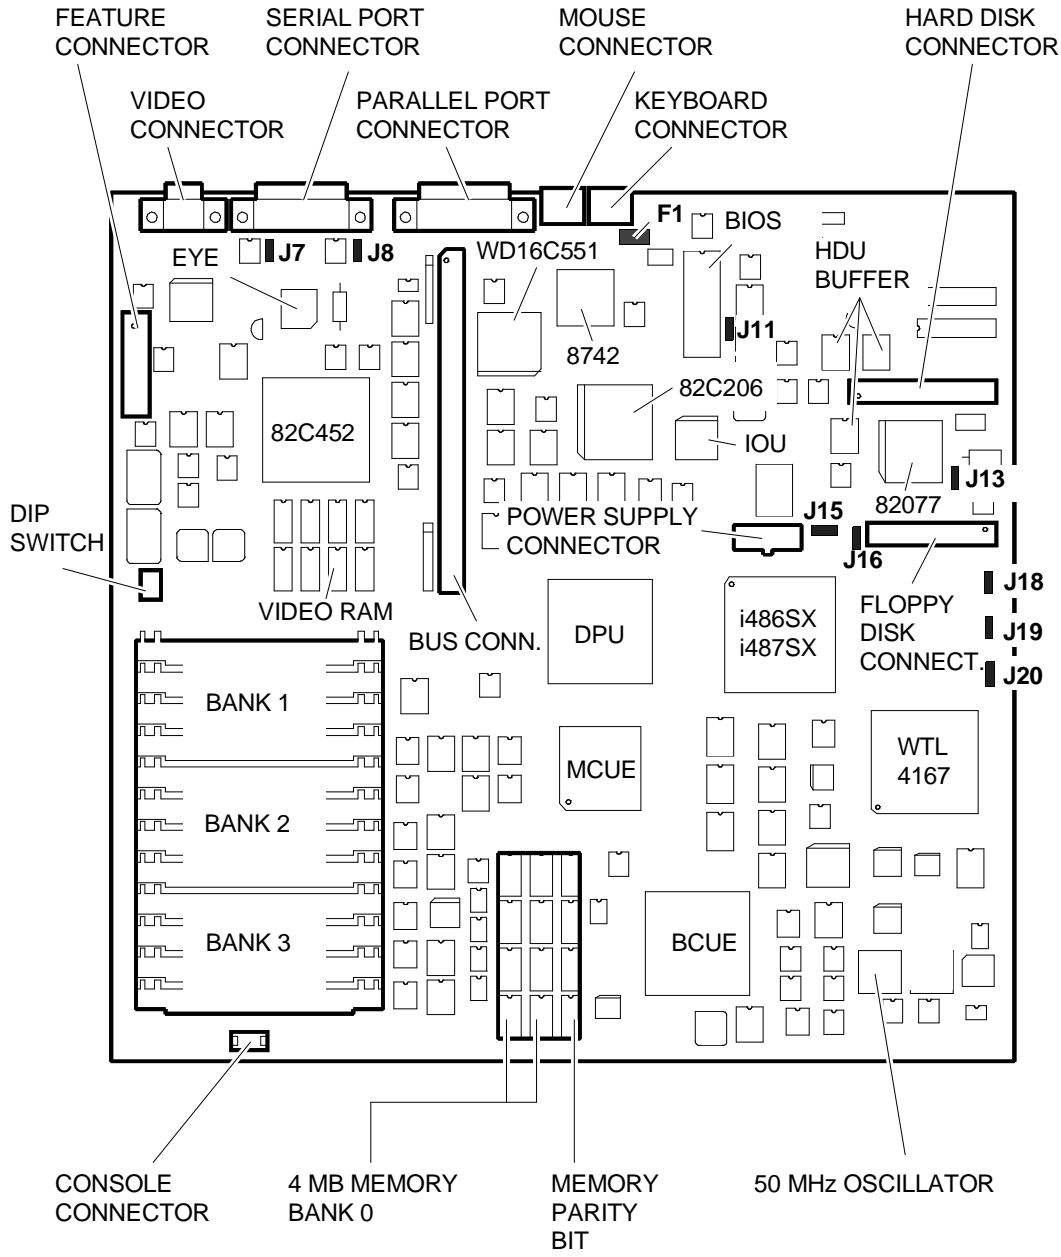 FEATURE
CONNECTOR
SERIAL PORT
CONNECTOR
MOUSE
CONNECTOR
HARD DISK
CONNECTOR
VIDEO
CONNECTOR
PARALLEL PORT
CONNECTOR
KEYBOARD
CONNECTOR
F1
BIOS
EYE
J7
J8
WD16C551
HDU
BUFFER
J11
8742
82C206
82C452
IOU
J13
82077
DIP
SWITCH
POWER SUPPLY
CONNECTOR
J15
J16
J18
VIDEO RAM
BUS CONN.
DPU
i486SX
i487SX
FLOPPY
DISK
CONNECT.
J19
J20
BANK 1
WTL
4167
MCUE
BANK 2
BANK 3
BCUE
CONSOLE
CONNECTOR
4 MB MEMORY
BANK 0
MEMORY
PARITY
BIT
50 MHz OSCILLATOR